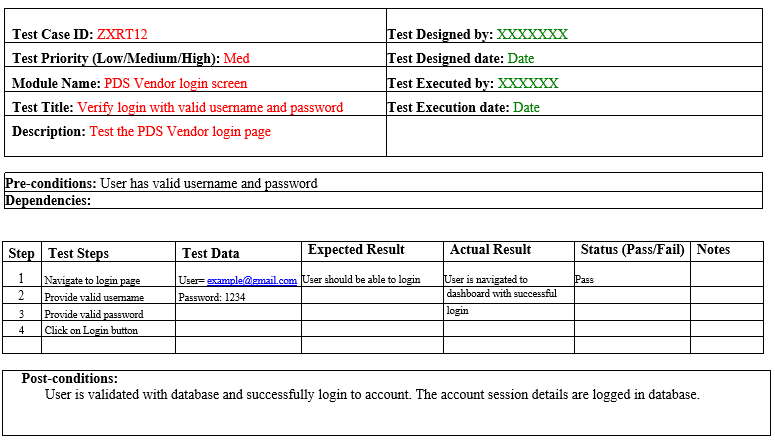 Test Case ID: ZXRT12 Test Designed by: XXXXXXX
Test Priority (Low/Medium/High): Med Test Designed date: Date
Module Name: PDS Vendor login screen Test Executed by: XXXXXX
Test Title: Verify login with valid username and password Test Execution date: Date
Description: Test the PDS Vendor login page
Pre-conditions: User has valid username and password
Dependencies:
Step Test Steps Test Data Expected Result Actual Result Status (Pass/Fail) Notes
1 Navigate to login page User= example@gmail.com User should be able to login User is navigated to Pass
2 Provide valid username Password: 1234 dashboard with successful
3 Provide valid password login
4 Click on Login button
Post-conditions:
User is validated with database and successfully login to account. The account session details are logged in database.